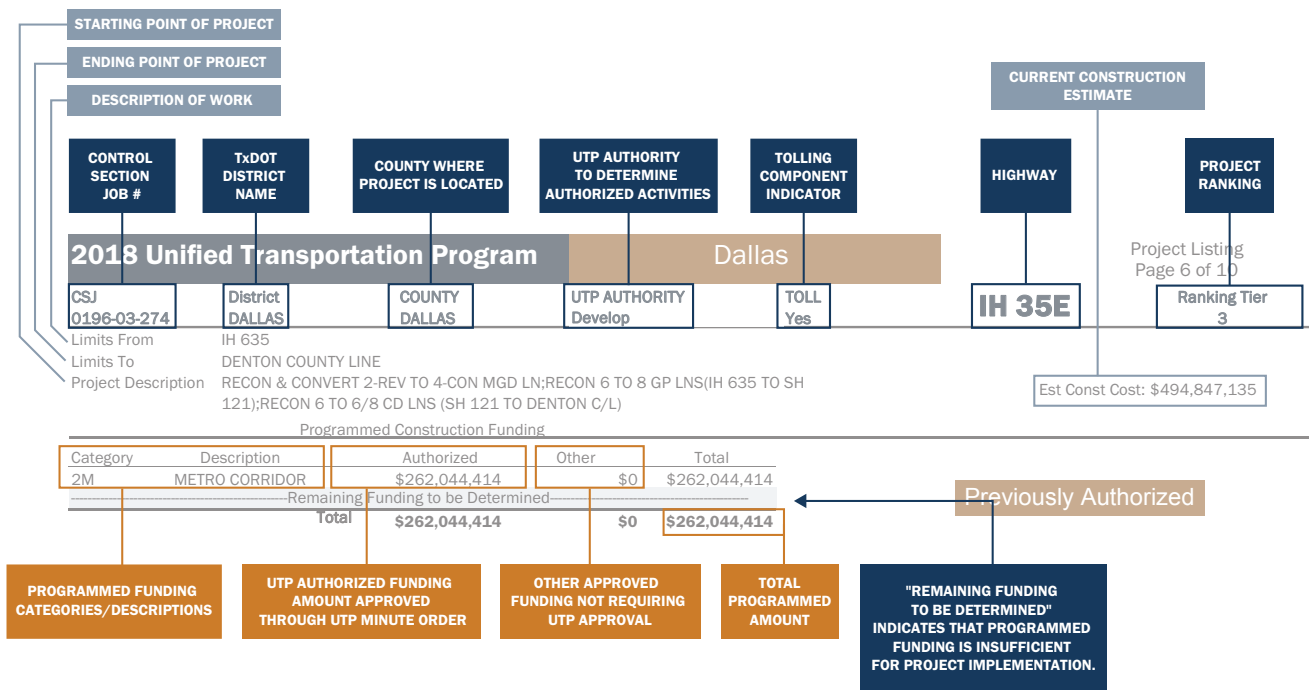 STARTING POINT OF PROJECT
ENDING POINT OF PROJECT
DESCRIPTION OF WORK
CURRENT CONSTRUCTION
ESTIMATE
CONTROL
SECTION
JOB #
TxDOT
DISTRICT
NAME
COUNTY WHERE
PROJECT IS LOCATED
UTP AUTHORITY
TO DETERMINE
AUTHORIZED ACTIVITIES
TOLLING
COMPONENT
INDICATOR
HIGHWAY
PROJECT
RANKING
2018 Unified Transportation Program
Dallas
Project Listing
Page 6 of 10
CSJ
0196-03-274
District
DALLAS
COUNTY
DALLAS
UTP AUTHORITY
Develop
TOLL
Yes
IH 35E
Ranking Tier
3
Limits From IH 635
Limits To DENTON COUNTY LINE
Project Description RECON & CONVERT 2-REV TO 4-CON MGD LN;RECON 6 TO 8 GP LNS(IH 635 TO SH
121);RECON 6 TO 6/8 CD LNS (SH 121 TO DENTON C/L)
Est Const Cost: $494,847,135
Programmed Construction Funding
Category Description Authorized Other Total
2M METRO CORRIDOR $262,044,414 $0 $262,044,414
Remaining Funding to be Determined
Total $262,044,414 $0 $262,044,414
Previously Authorized
PROGRAMMED FUNDING
CATEGORIES/DESCRIPTIONS
UTP AUTHORIZED FUNDING
AMOUNT APPROVED
THROUGH UTP MINUTE ORDER
OTHER APPROVED
FUNDING NOT REQUIRING
UTP APPROVAL
TOTAL
PROGRAMMED
AMOUNT
"REMAINING FUNDING
TO BE DETERMINED"
INDICATES THAT PROGRAMMED
FUNDING IS INSUFFICIENT
FOR PROJECT IMPLEMENTATION.